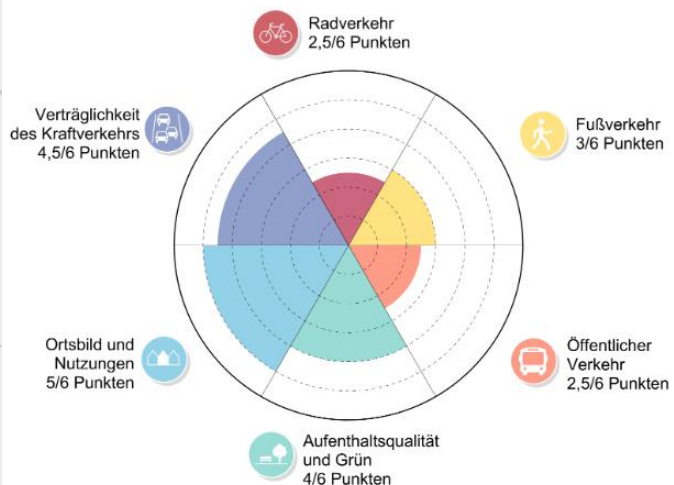 Radverkehr
2,5/6 Punkten
Verträglichkeit
des Kraftverkehrs
4,5/6 Punkten
Fußverkehr
3/6 Punkten
Ortsbild und
Nutzungen
5/6 Punkten
Öffentlicher
Verkehr
2,5/6 Punkten
Aufenthaltsqualität
und Grün
4/6 Punkten